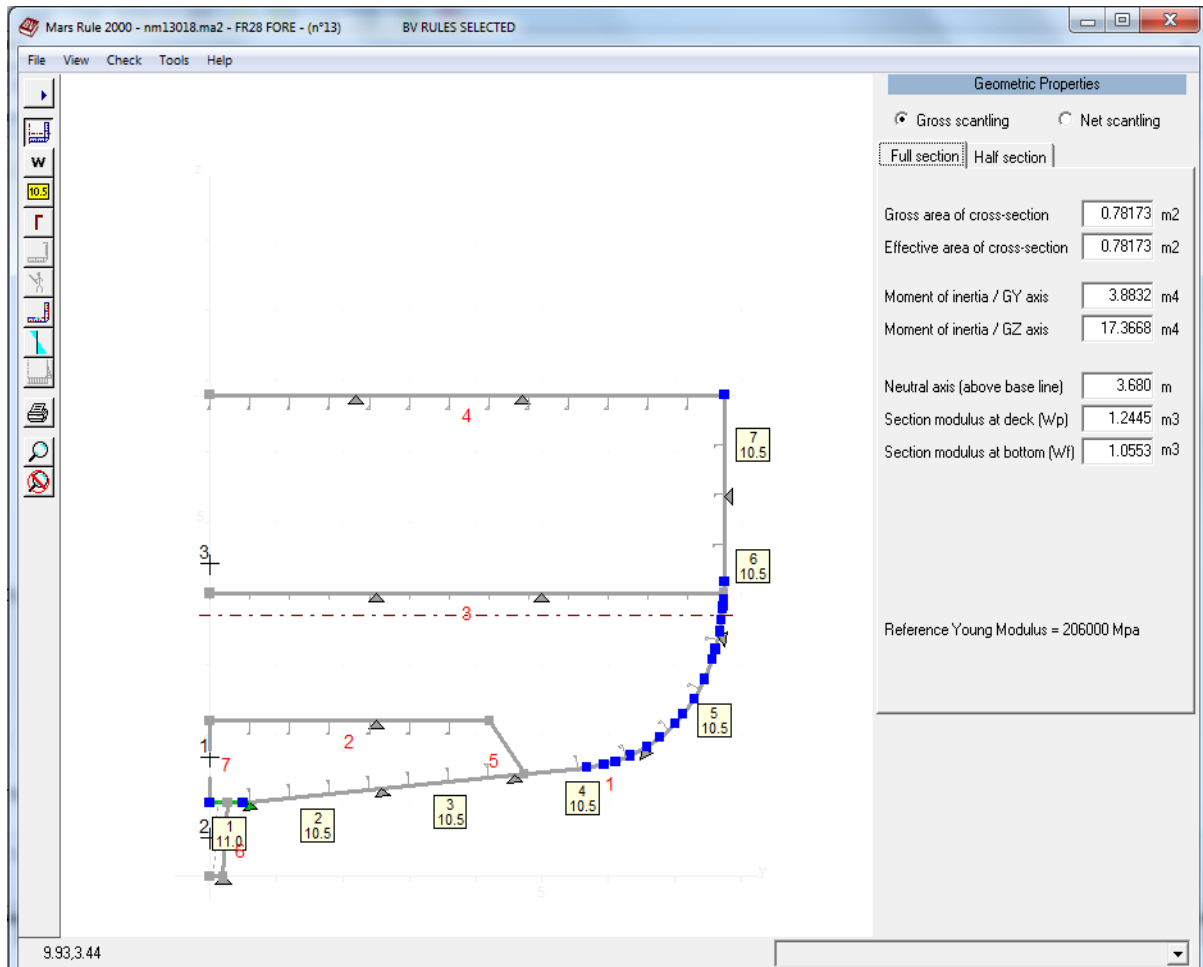 Mars Rule 2000 - nm13018.ma2 - FR28 FORE - (n°13) BV RULES SELECTED
File View Check Tools Help
W
10.5
Geometric Properties
Gross scantling Net scantling
Full section Half section
Gross area of cross-section 0.78173 m2
Effective area of cross-section 0.78173 m2
Moment of inertia / GY axis 3.8832 m4
Moment of inertia / GZ axis 17.3668 m4
Neutral axis (above base line) 3.680 m
Section modulus at deck (Wp) 1.2445 m3
Section modulus at bottom (Wf) 1.0553 m3
Reference Young Modulus = 206000 Mpa
z
4
7
10.5
5
3
6
10.5
3
5
10.5
2
1
7
5
4
10.5
1
3
10.5
2
10.5
1
11.0
2
6
y
5
9.93,3.44